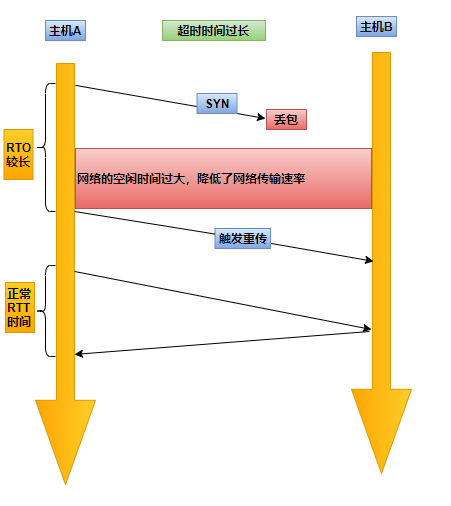 主机A
超时时间过长
主机B
SYN
丢包
RTO
较长
网络的空闲时间过大，降低了网络传输速率
触发重传
正常
RTT
时间